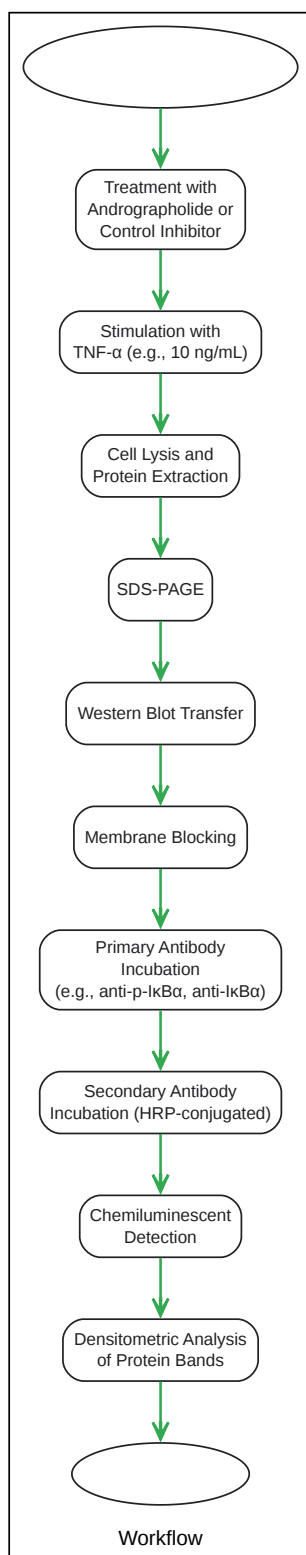 Treatment with
Andrographolide or
Control Inhibitor
Stimulation with
TNF-α (e.g., 10 ng/mL)
Cell Lysis and
Protein Extraction
SDS-PAGE
Western Blot Transfer
Membrane Blocking
Primary Antibody
Incubation
(e.g., anti-p-IκBα, anti-IκBα)
Secondary Antibody
Incubation (HRP-conjugated)
Chemiluminescent
Detection
Densitometric Analysis
of Protein Bands
Workflow